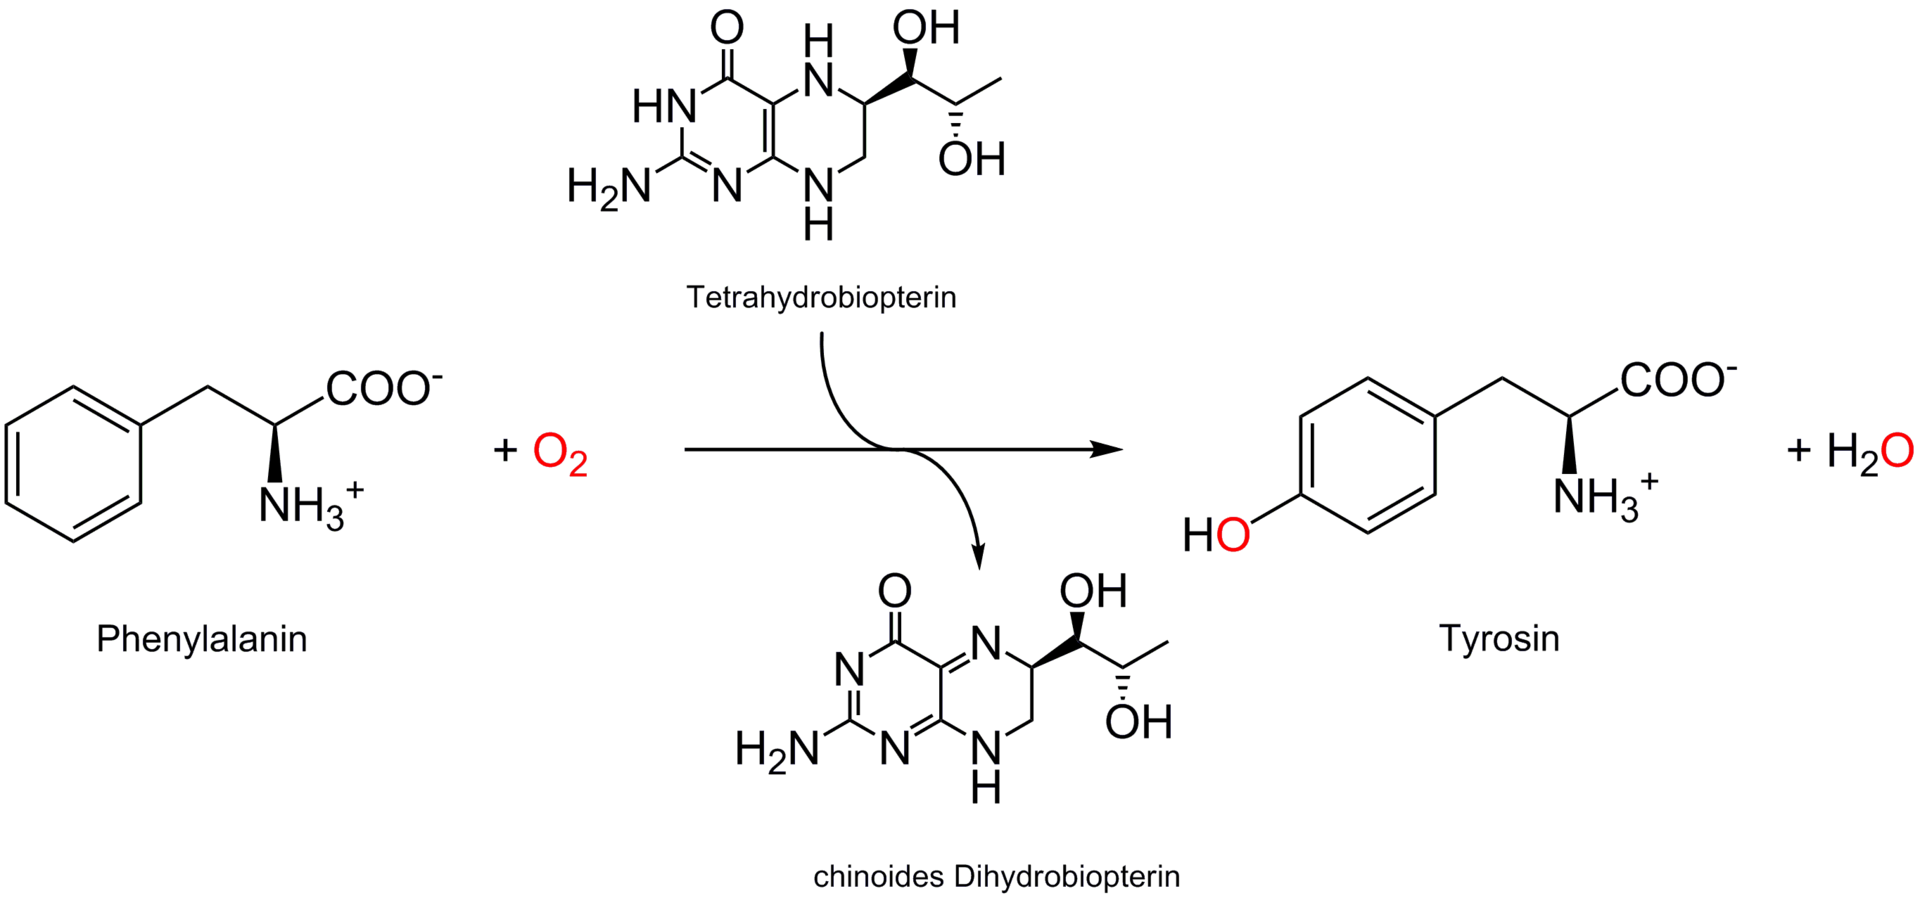 O
H
N
OH
HN
H₂N
N
N
H
OH
Tetrahydrobiopterin
COO⁻
NH₃⁺
+ O₂
COO⁻
NH₃⁺
HO
+ H₂O
Phenylalanin
Tyrosin
O
N
OH
N
H₂N
N
N
H
OH
chinoides Dihydrobiopterin